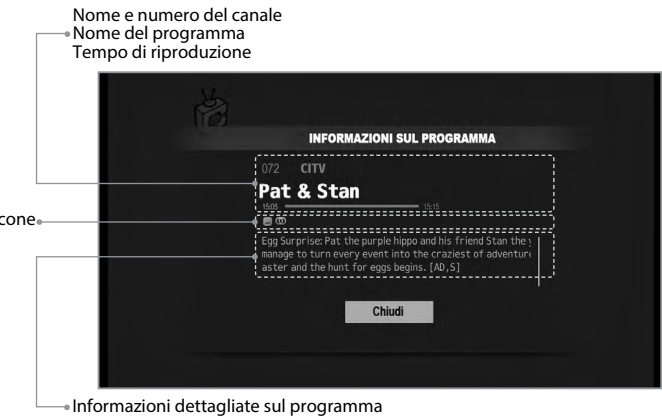 Nome e numero del canale
Nome del programma
Tempo di riproduzione
INFORMAZIONI SUL PROGRAMMA
072 CITV
Pat & Stan
15:05 15:15
cone
Egg Surprise: Pat the purple hippo and his friend Stan the y
manage to turn every event into the craziest of adventure
aster and the hunt for eggs begins. [AD,S]
Chiudi
Informazioni dettagliate sul programma